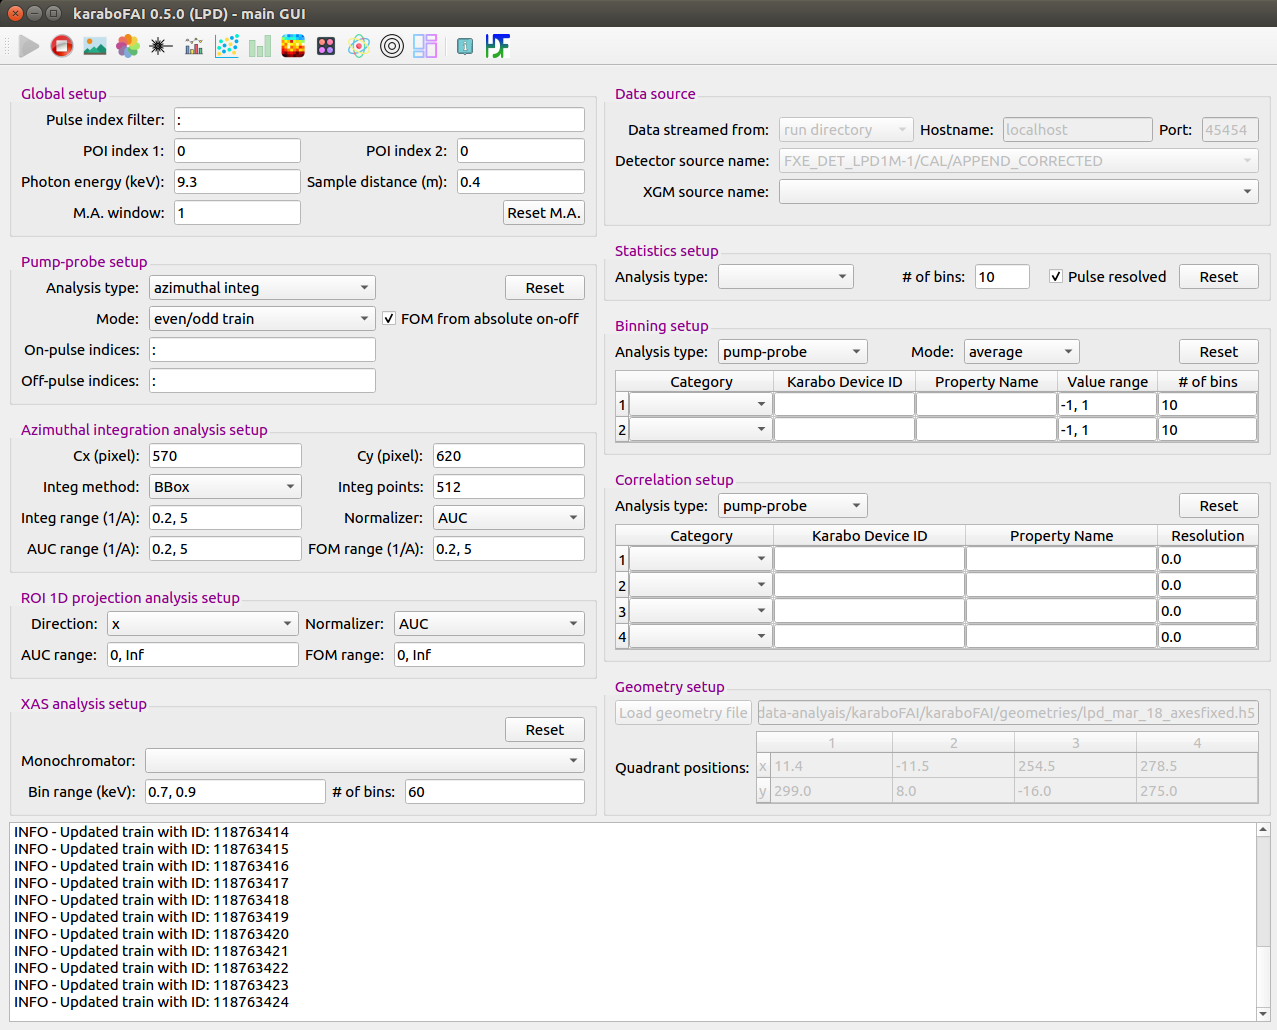 karaboFAI 0.5.0 (LPD) - main GUI
Global setup
Pulse index filter: :
POI index 1: 0 POI index 2: 0
Photon energy (keV): 9.3 Sample distance (m): 0.4
M.A. window: 1 Reset M.A.
Pump-probe setup
Analysis type: azimuthal integ Reset
Mode: even/odd train FOM from absolute on-off
On-pulse indices: :
Off-pulse indices: :
Azimuthal integration analysis setup
Cx (pixel): 570 Cy (pixel): 620
Integ method: BBox Integ points: 512
Integ range (1/A): 0.2, 5 Normalizer: AUC
AUC range (1/A): 0.2, 5 FOM range (1/A): 0.2, 5
ROI 1D projection analysis setup
Direction: x Normalizer: AUC
AUC range: 0, Inf FOM range: 0, Inf
XAS analysis setup
Reset
Monochromator:
Bin range (keV): 0.7, 0.9 # of bins: 60
Data source
Data streamed from: run directory Hostname: localhost Port: 45454
Detector source name: FXE_DET_LPD1M-1/CAL/APPEND_CORRECTED
XGM source name:
Statistics setup
Analysis type: # of bins: 10 Pulse resolved Reset
Binning setup
Analysis type: pump-probe Mode: average Reset
Category Karabo Device ID Property Name Value range # of bins
1 -1, 1 10
2 -1, 1 10
Correlation setup
Analysis type: pump-probe Reset
Category Karabo Device ID Property Name Resolution
1 0.0
2 0.0
3 0.0
4 0.0
Geometry setup
Load geometry file data-analyais/karaboFAI/karaboFAI/geometries/lpd_mar_18_axesfixed.h5
1 2 3 4
Quadrant positions:
x 11.4 -11.5 254.5 278.5
y 299.0 8.0 -16.0 275.0
INFO - Updated train with ID: 118763414
INFO - Updated train with ID: 118763415
INFO - Updated train with ID: 118763416
INFO - Updated train with ID: 118763417
INFO - Updated train with ID: 118763418
INFO - Updated train with ID: 118763419
INFO - Updated train with ID: 118763420
INFO - Updated train with ID: 118763421
INFO - Updated train with ID: 118763422
INFO - Updated train with ID: 118763423
INFO - Updated train with ID: 118763424